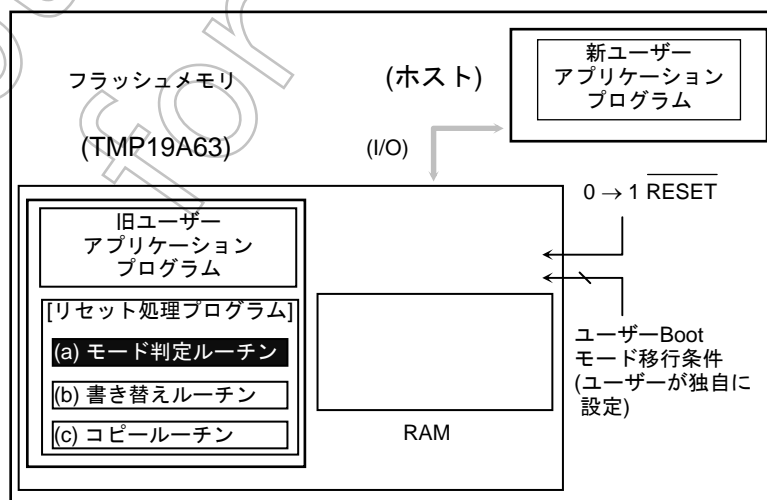 新ユーザー
アプリケーション
プログラム
フラッシュメモリ
(ホスト)
(TMP19A63)
(I/O)
0 → 1 RESET
旧ユーザー
アプリケーション
プログラム
[リセット処理プログラム]
(a) モード判定ルーチン
(b) 書き替えルーチン
(c) コピールーチン
RAM
ユーザーBoot
モード移行条件
(ユーザーが独自に
設定)
for